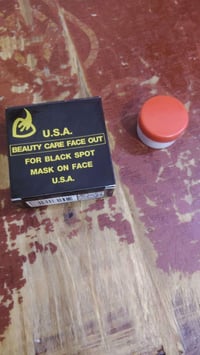 U.S.A.
BEAUTY CARE FACE OUT
FOR BLACK SPOT
MASK ON FACE
U.S.A.